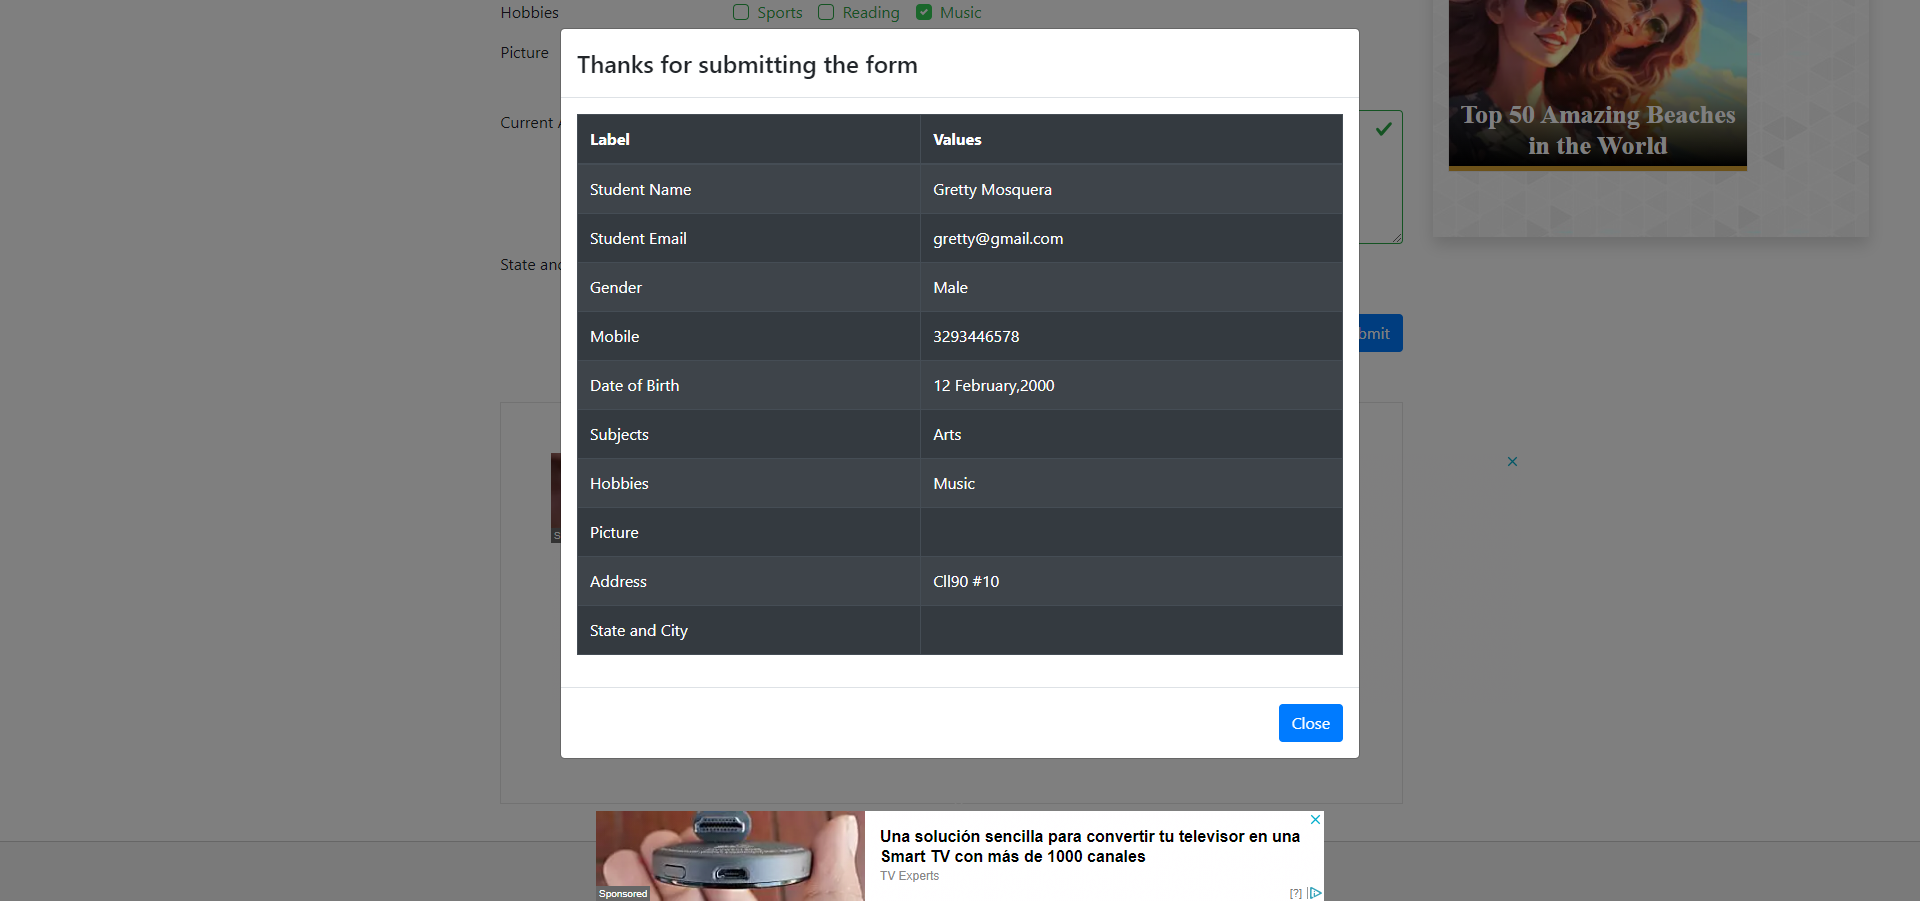 Hobbies Sports Reading Music
Picture
Thanks for submitting the form
Current
Label Values
Student Name Gretty Mosquera
Student Email gretty@gmail.com
Gender Male
Mobile 3293446578
Date of Birth 12 February,2000
Subjects Arts
Hobbies Music
Picture
Address Cll90 #10
State and City
Close
State
Top 50 Amazing Beaches
in the World
Una solución sencilla para convertir tu televisor en una
Smart TV con más de 1000 canales
TV Experts
Sponsored
[?]